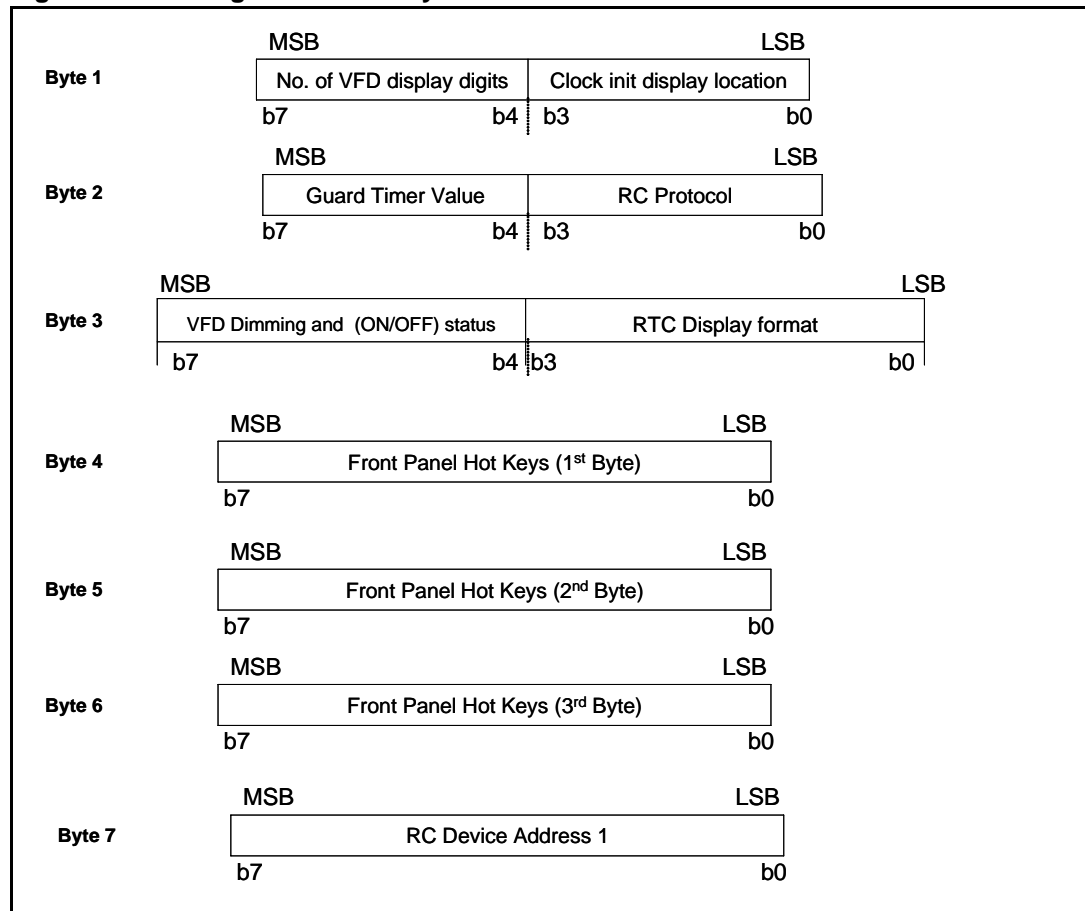 MSB LSB
Byte 1 No. of VFD display digits Clock init display location
b7 b4 b3 b0
MSB LSB
Byte 2 Guard Timer Value RC Protocol
b7 b4 b3 b0
MSB LSB
Byte 3 VFD Dimming and (ON/OFF) status RTC Display format
b7 b4 b3 b0
MSB LSB
Byte 4 Front Panel Hot Keys (1st Byte)
b7 b0
MSB LSB
Byte 5 Front Panel Hot Keys (2nd Byte)
b7 b0
MSB LSB
Byte 6 Front Panel Hot Keys (3rd Byte)
b7 b0
MSB LSB
Byte 7 RC Device Address 1
b7 b0